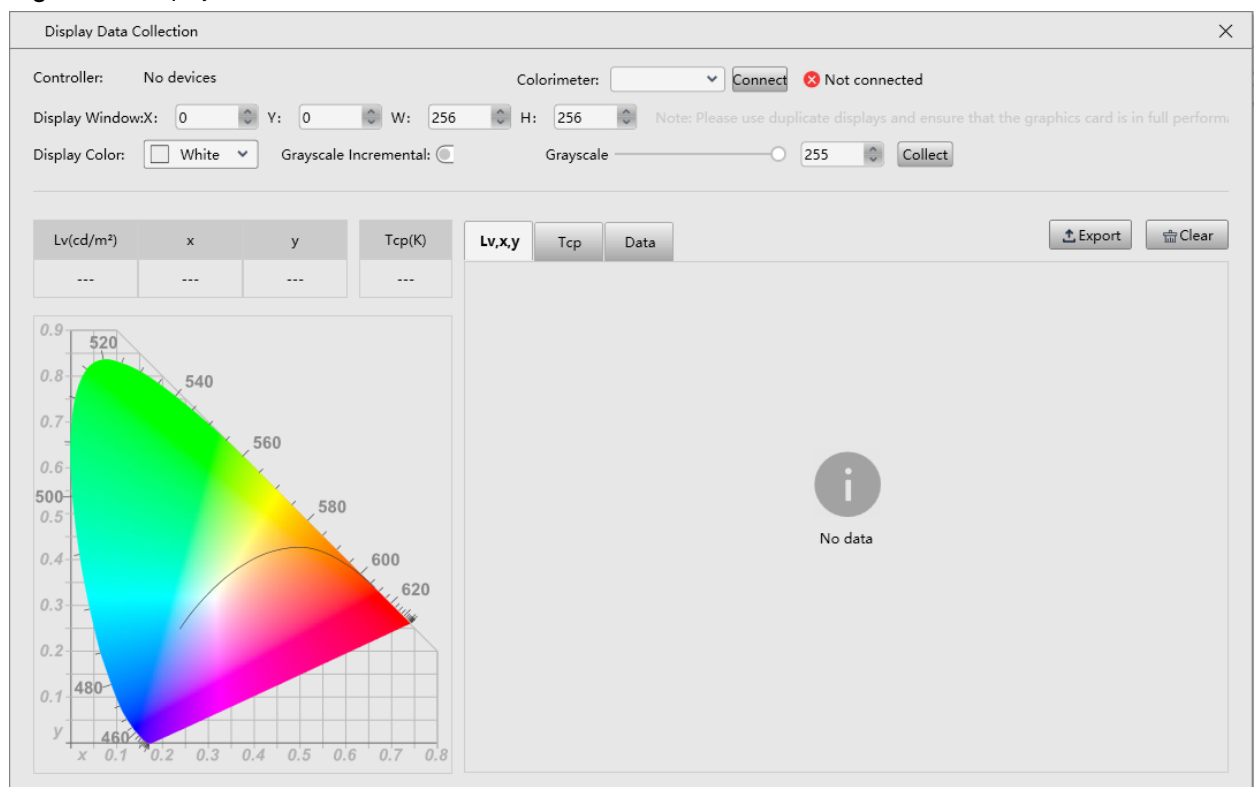 Display Data Collection
Controller: No devices Colorimeter: Connect Not connected
Display Window:X: 0 Y: 0 W: 256 H: 256 Note: Please use duplicate displays and ensure that the graphics card is in full perform
Display Color: White Grayscale Incremental: Grayscale 255 Collect
Lv(cd/m²) x y Tcp(K) Lv,x,y Tcp Data Export Clear
--- --- --- ---
0.9
520
0.8
540
0.7
560
0.6
500
580
0.5
0.4
600
620
0.3
0.2
480
0.1
460
y
x 0.1 0.2 0.3 0.4 0.5 0.6 0.7 0.8
No data